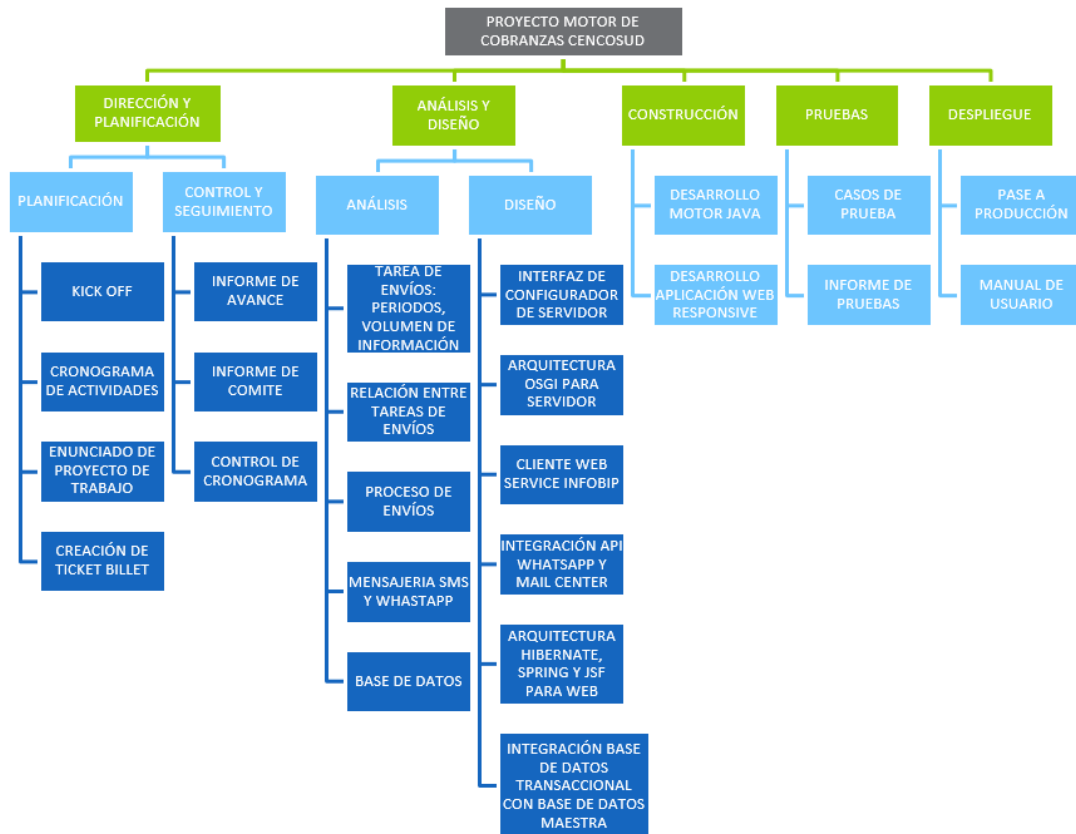 PROYECTO MOTOR DE
COBRANZAS CENCOSUD
DIRECCIÓN Y
PLANIFICACIÓN
ANÁLISIS Y
DISEÑO
CONSTRUCCIÓN
PRUEBAS
DESPLIEGUE
PLANIFICACIÓN
CONTROL Y
SEGUIMIENTO
ANÁLISIS
DISEÑO
DESARROLLO
MOTOR JAVA
CASOS DE
PRUEBA
PASE A
PRODUCCIÓN
KICK OFF
INFORME DE
AVANCE
TAREA DE
ENVÍOS:
PERIODOS,
VOLUMEN DE
INFORMACIÓN
INTERFAZ DE
CONFIGURADOR
DE SERVIDOR
DESARROLLO
APLICACIÓN WEB
RESPONSIVE
INFORME DE
PRUEBAS
MANUAL DE
USUARIO
CRONOGRAMA
DE ACTIVIDADES
INFORME DE
COMITE
RELACIÓN ENTRE
TAREAS DE
ENVÍOS
ARQUITECTURA
OSGI PARA
SERVIDOR
ENUNCIADO DE
PROYECTO DE
TRABAJO
CONTROL DE
CRONOGRAMA
PROCESO DE
ENVÍOS
CLIENTE WEB
SERVICE INFOBIP
CREACIÓN DE
TICKET BILLET
MENSAJERIA SMS
Y WHASTAPP
INTEGRACIÓN API
WHATSAPP Y
MAIL CENTER
BASE DE DATOS
ARQUITECTURA
HIBERNATE,
SPRING Y JSF
PARA WEB
INTEGRACIÓN BASE
DE DATOS
TRANSACCIONAL
CON BASE DE DATOS
MAESTRA